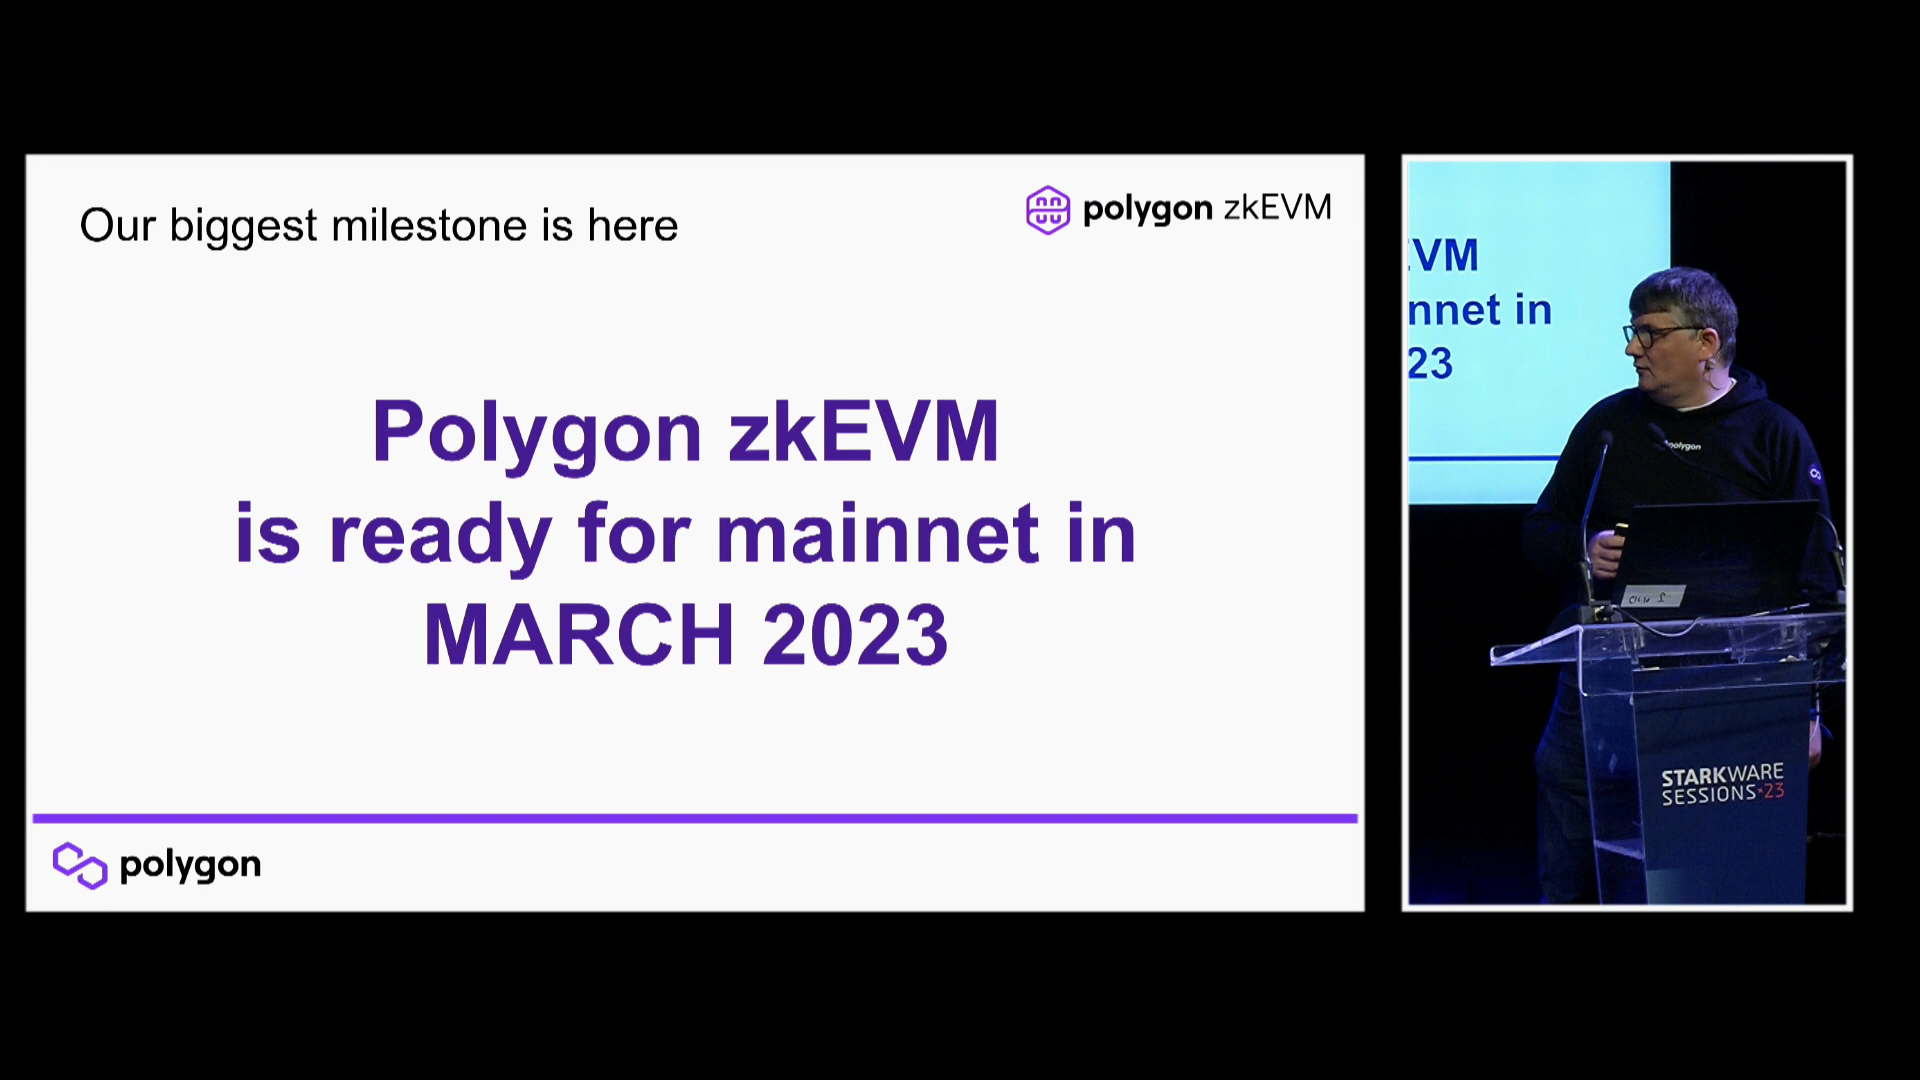 Our biggest milestone is here
polygon zkEVM
Polygon zkEVM
is ready for mainnet in
MARCH 2023
polygon
EVM
nnet in
23
polygon
STARKWARE
SESSIONS*23